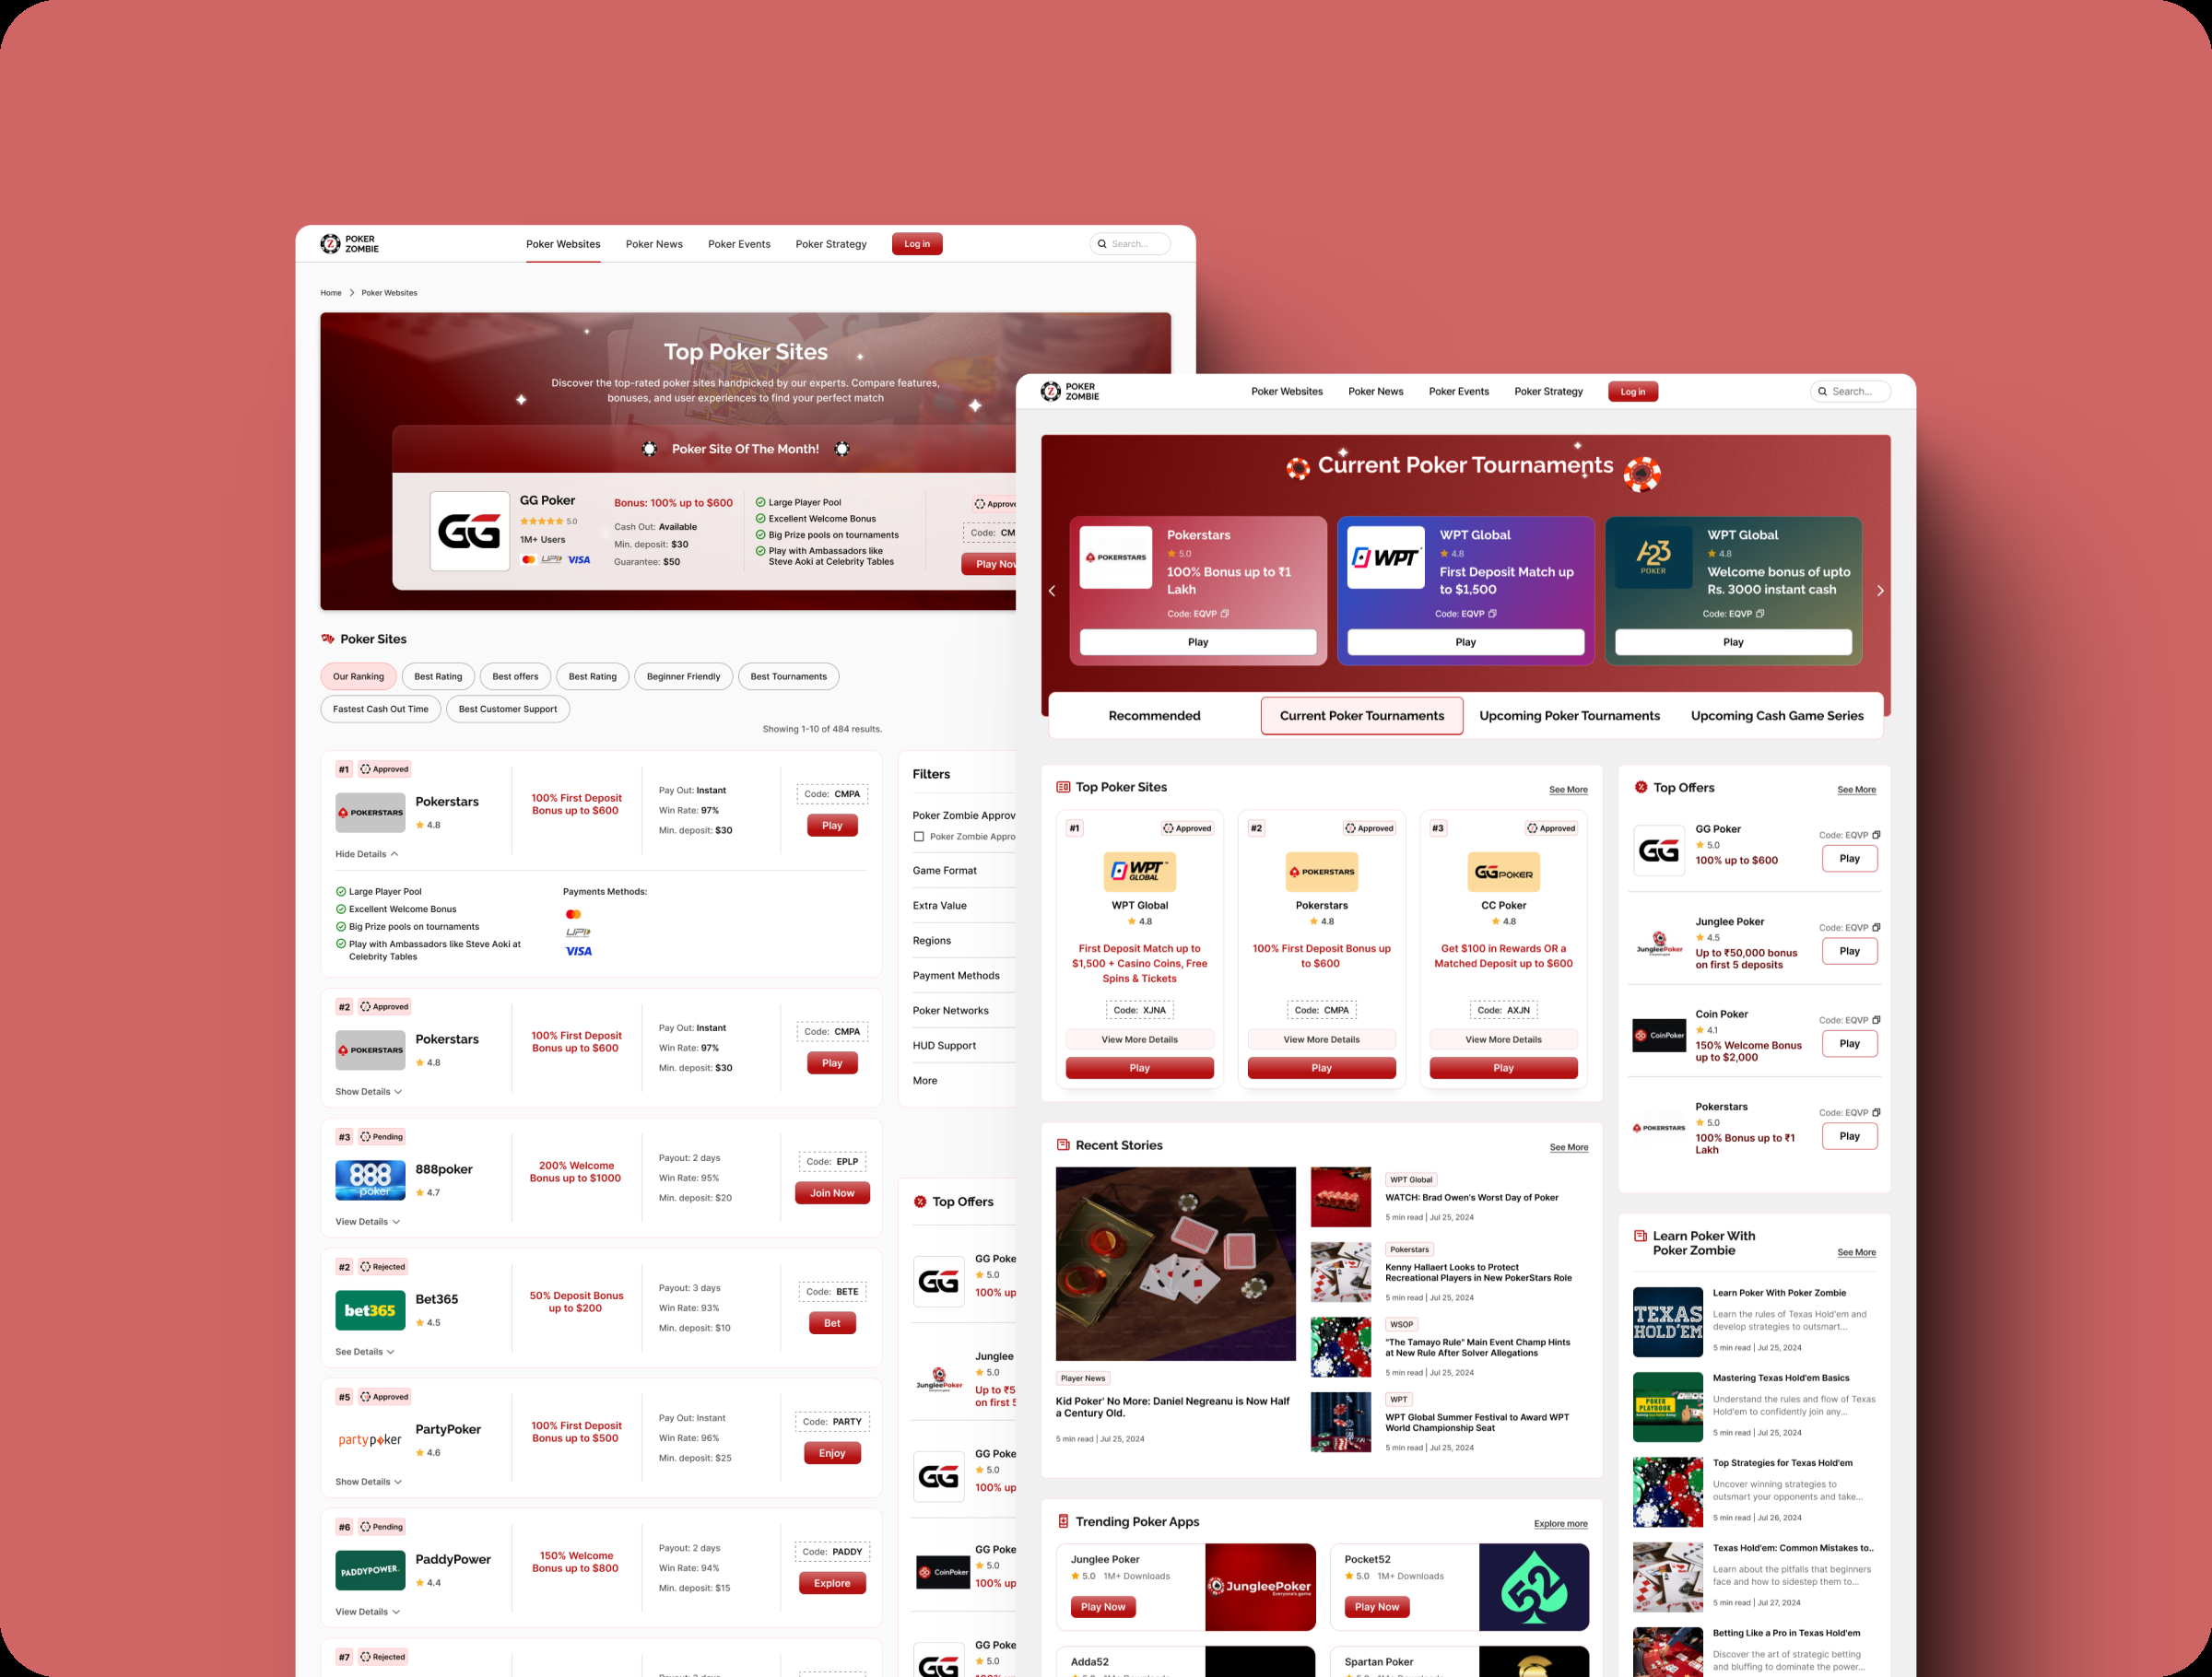 POKER
ZOMBIE
Poker Websites
Poker News
Poker Events
Poker Strategy
Log in
Search...
Home
Poker Websites
Top Poker Sites
Discover the top-rated poker sites handpicked by our experts. Compare features,
bonuses, and user experiences to find your perfect match
Poker Site Of The Month!
GG
GG Poker
5.0
1M+ Users
UPI
VISA
Bonus: 100% up to $600
Cash Out: Available
Min. deposit: $30
Guarantee: $50
Large Player Pool
Excellent Welcome Bonus
Big Prize pools on tournaments
Play with Ambassadors like
Steve Aoki at Celebrity Tables
Approve
Code: CM
Play Now
Poker Sites
Our Ranking
Best Rating
Best offers
Best Rating
Beginner Friendly
Best Tournaments
Fastest Cash Out Time
Best Customer Support
Showing 1-10 of 484 results.
#1
Approved
POKERSTARS
Pokerstars
4.8
100% First Deposit
Bonus up to $600
Pay Out: Instant
Win Rate: 97%
Min. deposit: $30
Code: CMPA
Play
Hide Details
Large Player Pool
Excellent Welcome Bonus
Big Prize pools on tournaments
Play with Ambassadors like Steve Aoki at
Celebrity Tables
Payments Methods:
UPI
VISA
#2
Approved
POKERSTARS
Pokerstars
4.8
100% First Deposit
Bonus up to $600
Pay Out: Instant
Win Rate: 97%
Min. deposit: $30
Code: CMPA
Play
Show Details
#3
Pending
888
poker
888poker
4.7
200% Welcome
Bonus up to $1000
Payout: 2 days
Win Rate: 95%
Min. deposit: $20
Code: EPLP
Join Now
View Details
#2
Rejected
bet365
Bet365
4.5
50% Deposit Bonus
up to $200
Payout: 3 days
Win Rate: 93%
Min. deposit: $10
Code: BETE
Bet
See Details
#5
Approved
partypoker
PartyPoker
4.6
100% First Deposit
Bonus up to $500
Pay Out: Instant
Win Rate: 96%
Min. deposit: $25
Code: PARTY
Enjoy
Show Details
#6
Pending
PADDYPOWER.
PaddyPower
4.4
150% Welcome
Bonus up to $800
Payout: 2 days
Win Rate: 94%
Min. deposit: $15
Code: PADDY
Explore
View Details
#7
Rejected
Filters
Poker Zombie Approv
Poker Zombie Appro
Game Format
Extra Value
Regions
Payment Methods
Poker Networks
HUD Support
More
Top Offers
GG
GG Poke
5.0
100% up
JungleePoker
Junglee
5.0
Up to ₹5
on first 5
GG
GG Poke
5.0
100% up
CoinPoker
GG Poke
5.0
100% up
GG
GG Poke
5.0
POKER
ZOMBIE
Poker Websites
Poker News
Poker Events
Poker Strategy
Log in
Search...
Current Poker Tournaments
POKERSTARS
Pokerstars
5.0
100% Bonus up to ₹1
Lakh
Code: EQVP
Play
WPT
WPT Global
4.8
First Deposit Match up
to $1,500
Code: EQVP
Play
A23
POKER
WPT Global
4.8
Welcome bonus of upto
Rs. 3000 instant cash
Code: EQVP
Play
Recommended
Current Poker Tournaments
Upcoming Poker Tournaments
Upcoming Cash Game Series
Top Poker Sites
See More
#1
Approved
WPT
GLOBAL
WPT Global
4.8
First Deposit Match up to
$1,500 + Casino Coins, Free
Spins & Tickets
Code: XJNA
View More Details
Play
#2
Approved
POKERSTARS
Pokerstars
4.8
100% First Deposit Bonus up
to $600
Code: CMPA
View More Details
Play
#3
Approved
GGPOKER
CC Poker
4.8
Get $100 in Rewards OR a
Matched Deposit up to $600
Code: AXJN
View More Details
Play
Top Offers
See More
GG
GG Poker
5.0
100% up to $600
Code: EQVP
Play
JungleePoker
Junglee Poker
4.5
Up to ₹50,000 bonus
on first 5 deposits
Code: EQVP
Play
CoinPoker
Coin Poker
4.1
150% Welcome Bonus
up to $2,000
Code: EQVP
Play
POKERSTARS
Pokerstars
5.0
100% Bonus up to ₹1
Lakh
Code: EQVP
Play
Recent Stories
See More
Player News
Kid Poker' No More: Daniel Negreanu is Now Half
a Century Old.
5 min read | Jul 25, 2024
WPT Global
WATCH: Brad Owen's Worst Day of Poker
5 min read | Jul 25, 2024
Pokerstars
Kenny Hallaert Looks to Protect
Recreational Players in New PokerStars Role
5 min read | Jul 25, 2024
WSOP
"The Tamayo Rule" Main Event Champ Hints
at New Rule After Solver Allegations
5 min read | Jul 25, 2024
WPT
WPT Global Summer Festival to Award WPT
World Championship Seat
5 min read | Jul 25, 2024
Learn Poker With
Poker Zombie
See More
TEXAS
HOLD'EM
Learn Poker With Poker Zombie
Learn the rules of Texas Hold'em and
develop strategies to outsmart...
5 min read | Jul 25, 2024
POKER
PLAYBOOK
Mastering Texas Hold'em Basics
Understand the rules and flow of Texas
Hold'em to confidently join any...
5 min read | Jul 25, 2024
Top Strategies for Texas Hold'em
Uncover winning strategies to
outsmart your opponents and take...
5 min read | Jul 26, 2024
Texas Hold'em: Common Mistakes to..
Learn about the pitfalls that beginners
face and how to sidestep them to...
5 min read | Jul 27, 2024
Betting Like a Pro in Texas Hold'em
Discover the art of strategic betting
and bluffing to dominate the power...
Trending Poker Apps
Explore more
Junglee Poker
5.0 1M+ Downloads
Play Now
JungleePoker
Everyone's game
Pocket52
5.0 1M+ Downloads
Play Now
52
Adda52
Spartan Poker